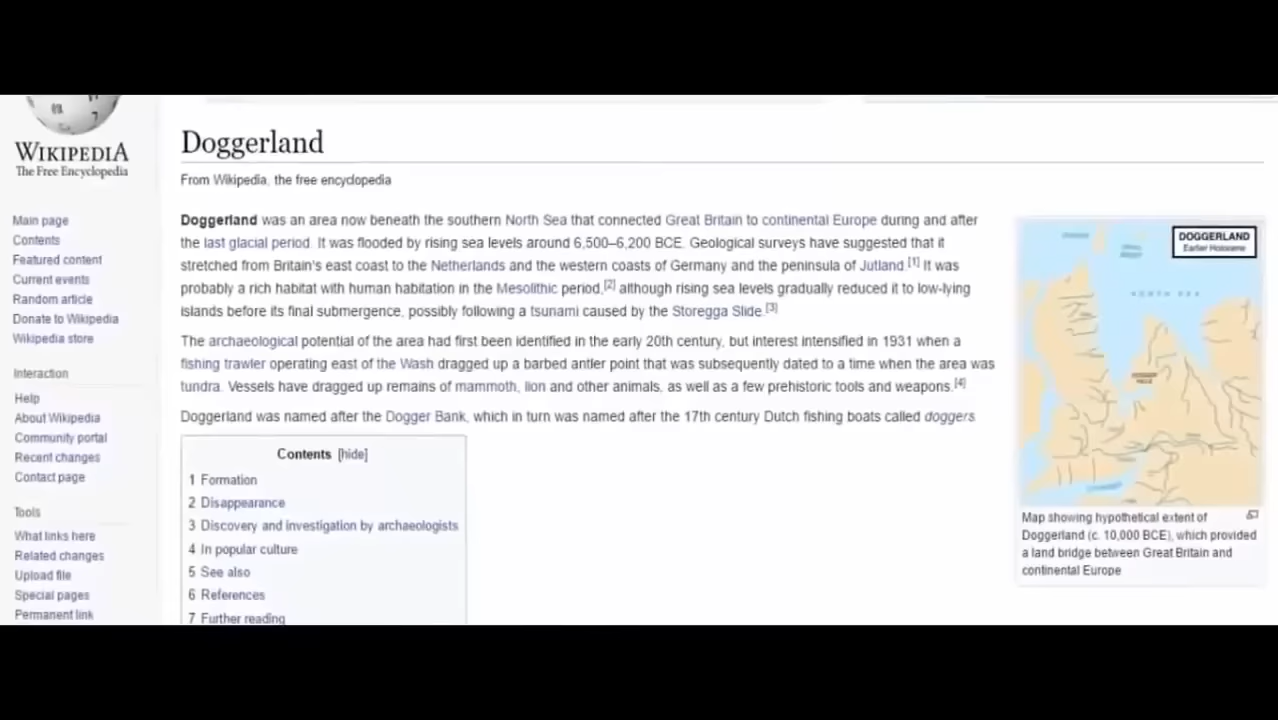 WIKIPEDIA
The Free Encyclopedia
Main page
Contents
Featured content
Current events
Random article
Donate to Wikipedia
Wikipedia store
Interaction
Help
About Wikipedia
Community portal
Recent changes
Contact page
Tools
What links here
Related changes
Upload file
Special pages
Permanent link
Doggerland
From Wikipedia, the free encyclopedia
Doggerland was an area now beneath the southern North Sea that connected Great Britain to continental Europe during and after
the last glacial period. It was flooded by rising sea levels around 6,500–6,200 BCE. Geological surveys have suggested that it
stretched from Britain's east coast to the Netherlands and the western coasts of Germany and the peninsula of Jutland.[1] It was
probably a rich habitat with human habitation in the Mesolithic period,[2] although rising sea levels gradually reduced it to low-lying
islands before its final submergence, possibly following a tsunami caused by the Storegga Slide.[3]
The archaeological potential of the area had first been identified in the early 20th century, but interest intensified in 1931 when a
fishing trawler operating east of the Wash dragged up a barbed antler point that was subsequently dated to a time when the area was
tundra. Vessels have dragged up remains of mammoth, lion and other animals, as well as a few prehistoric tools and weapons.[4]
Doggerland was named after the Dogger Bank, which in turn was named after the 17th century Dutch fishing boats called doggers.
Contents [hide]
1 Formation
2 Disappearance
3 Discovery and investigation by archaeologists
4 In popular culture
5 See also
6 References
7 Further reading
DOGGERLAND
Early Holocene
NORTH SEA
Map showing hypothetical extent of
Doggerland (c. 10,000 BCE), which provided
a land bridge between Great Britain and
continental Europe